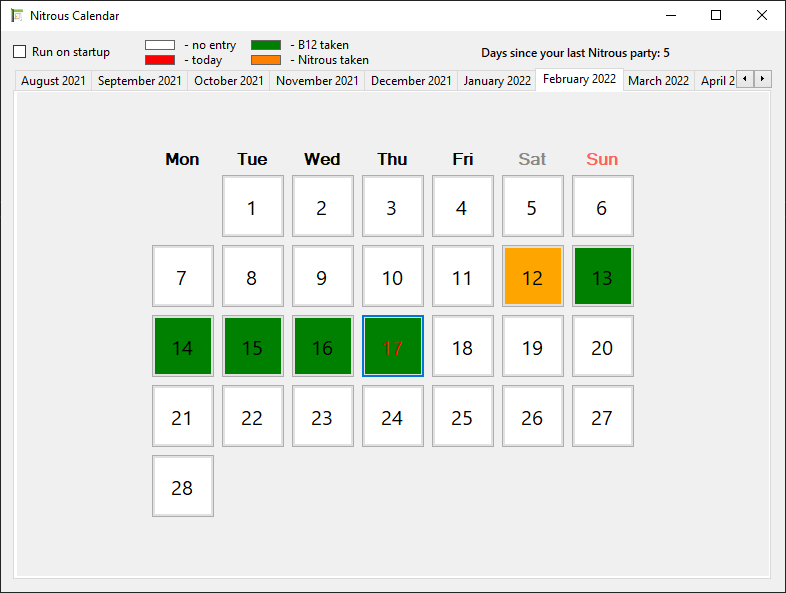 Nitrous Calendar
Run on startup
- no entry
- B12 taken
- today
- Nitrous taken
Days since your last Nitrous party: 5
August 2021 September 2021 October 2021 November 2021 December 2021 January 2022 February 2022 March 2022 April 2
Mon Tue Wed Thu Fri Sat Sun
1 2 3 4 5 6
7 8 9 10 11 12 13
14 15 16 17 18 19 20
21 22 23 24 25 26 27
28